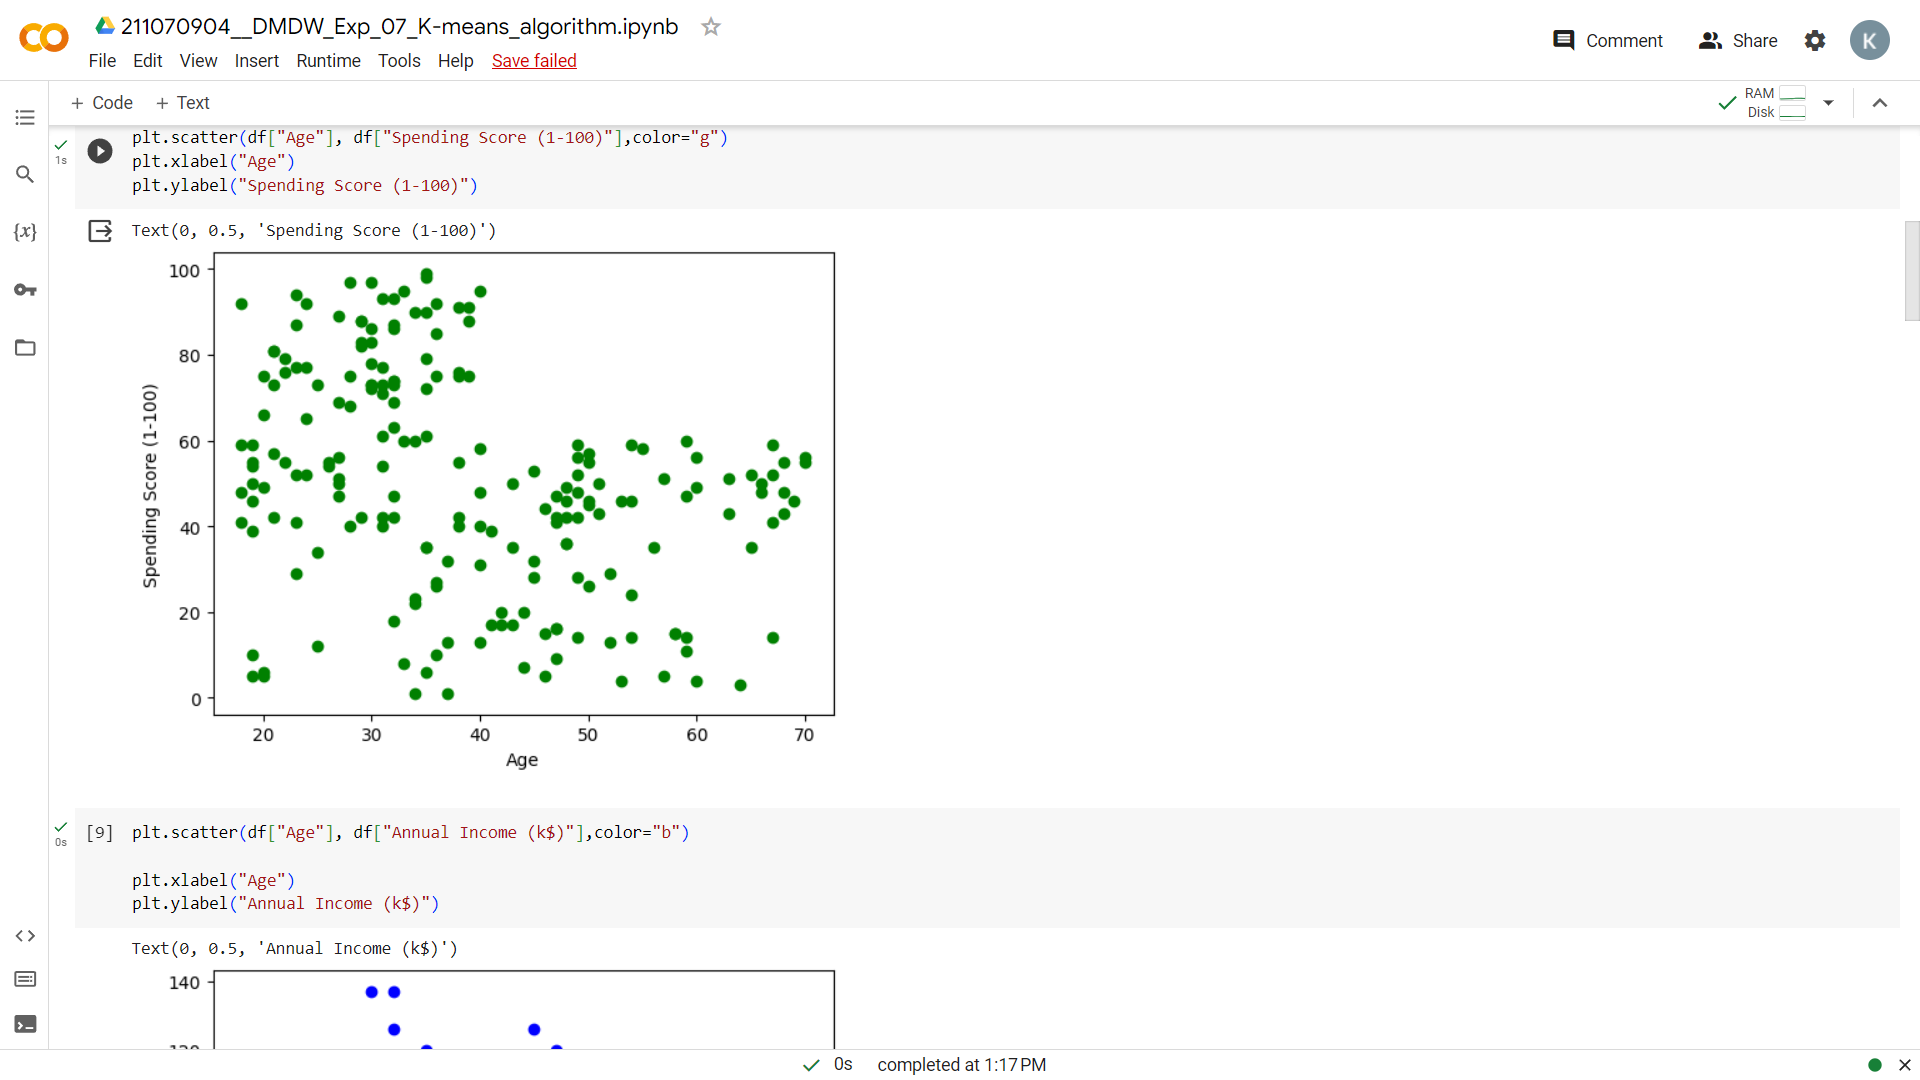 211070904__DMDW_Exp_07_K-means_algorithm.ipynb
File Edit View Insert Runtime Tools Help Save failed
Comment Share K
+ Code + Text
RAM
Disk
plt.scatter(df["Age"], df["Spending Score (1-100)"],color="g")
1s
plt.xlabel("Age")
plt.ylabel("Spending Score (1-100)")
{x}
Text(0, 0.5, 'Spending Score (1-100)')
100
80
60
40
20
0
Spending Score (1-100)
20 30 40 50 60 70
Age
[9] plt.scatter(df["Age"], df["Annual Income (k$)"],color="b")
0s
plt.xlabel("Age")
plt.ylabel("Annual Income (k$)")
Text(0, 0.5, 'Annual Income (k$)')
140
120
0s completed at 1:17 PM